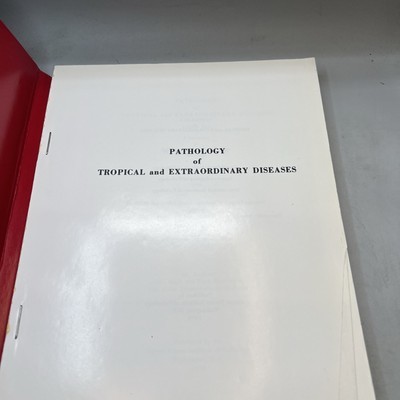 PATHOLOGY
of
TROPICAL and EXTRAORDINARY DISEASES